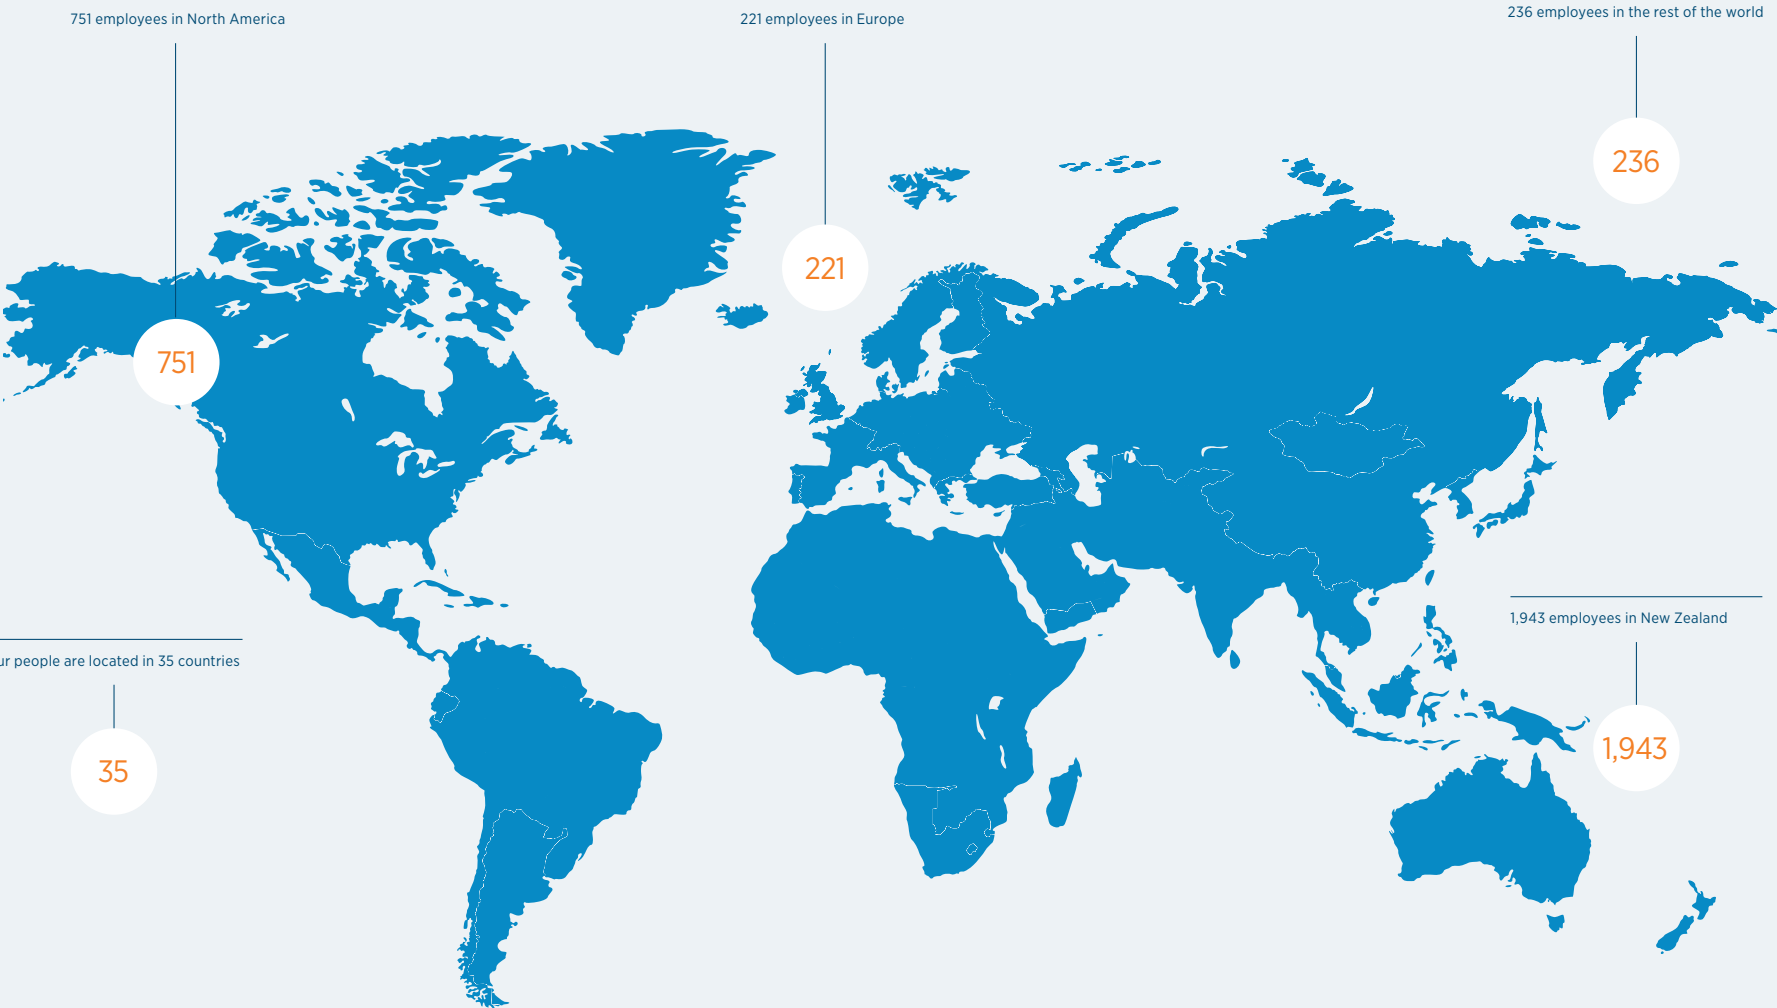 751 employees in North America
221 employees in Europe
236 employees in the rest of the world
236
221
751
1,943 employees in New Zealand
people are located in 35 countries
1,943
35